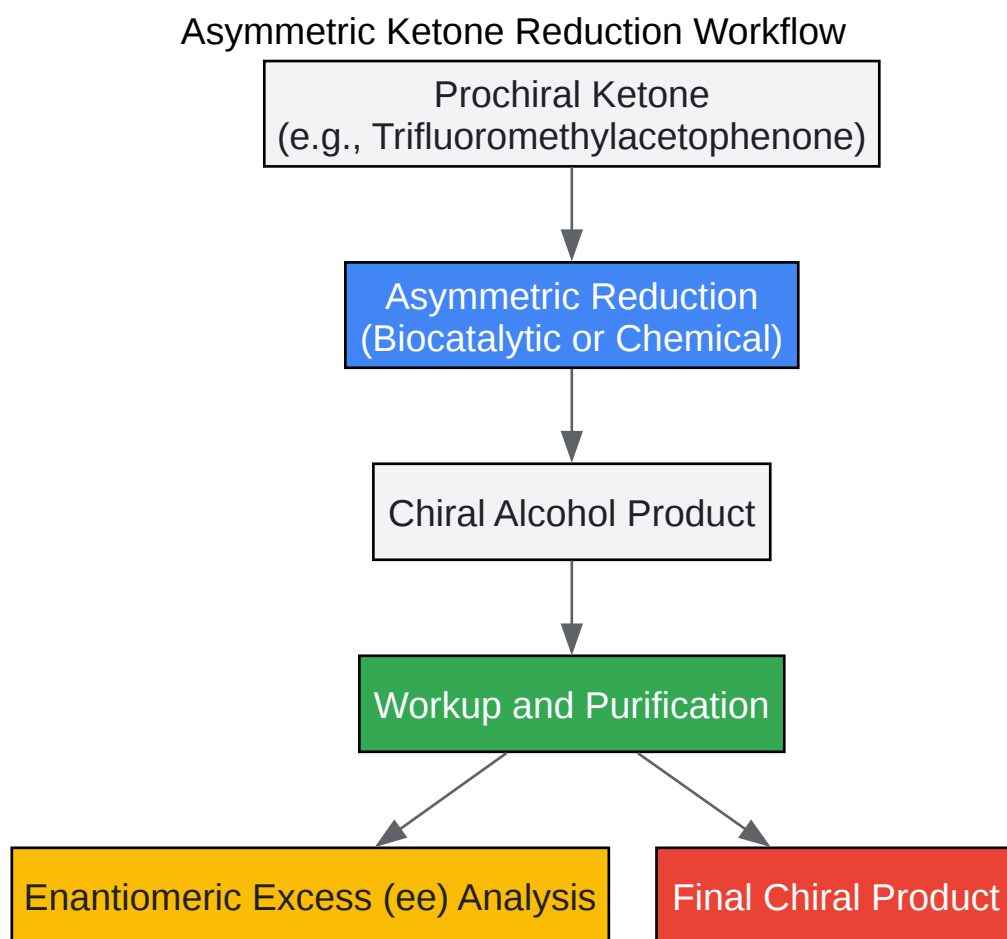 Asymmetric Ketone Reduction Workflow
Prochiral Ketone
(e.g., Trifluoromethylacetophenone)
Asymmetric Reduction
(Biocatalytic or Chemical)
Chiral Alcohol Product
Workup and Purification
Enantiomeric Excess (ee) Analysis
Final Chiral Product